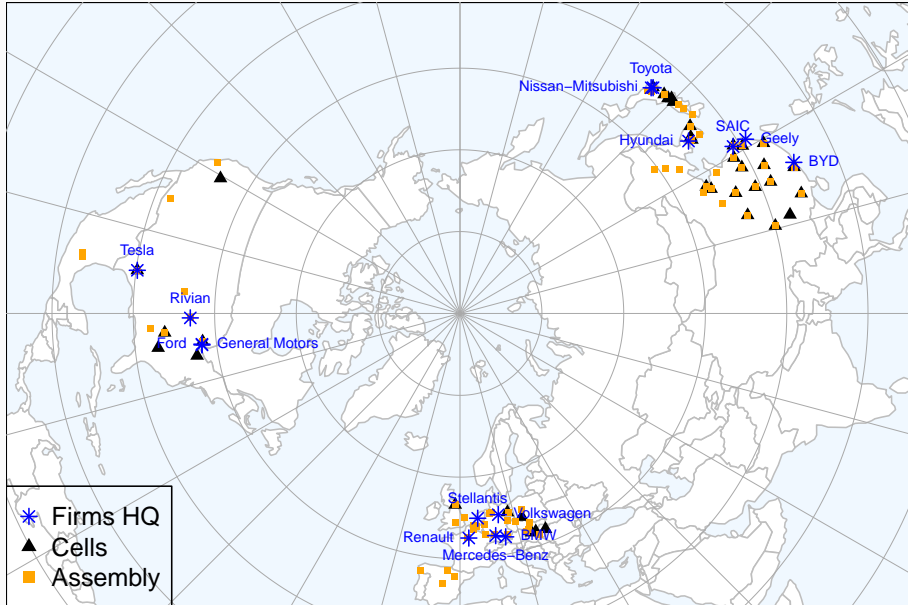 Toyota
Nissan−Mitsubishi
SAIC
Geely
Hyundai
BYD
Tesla
Rivian
Ford
General Motors
Stellantis
Volkswagen
Renault
BMW
Mercedes−Benz
Firms HQ
Cells
Assembly